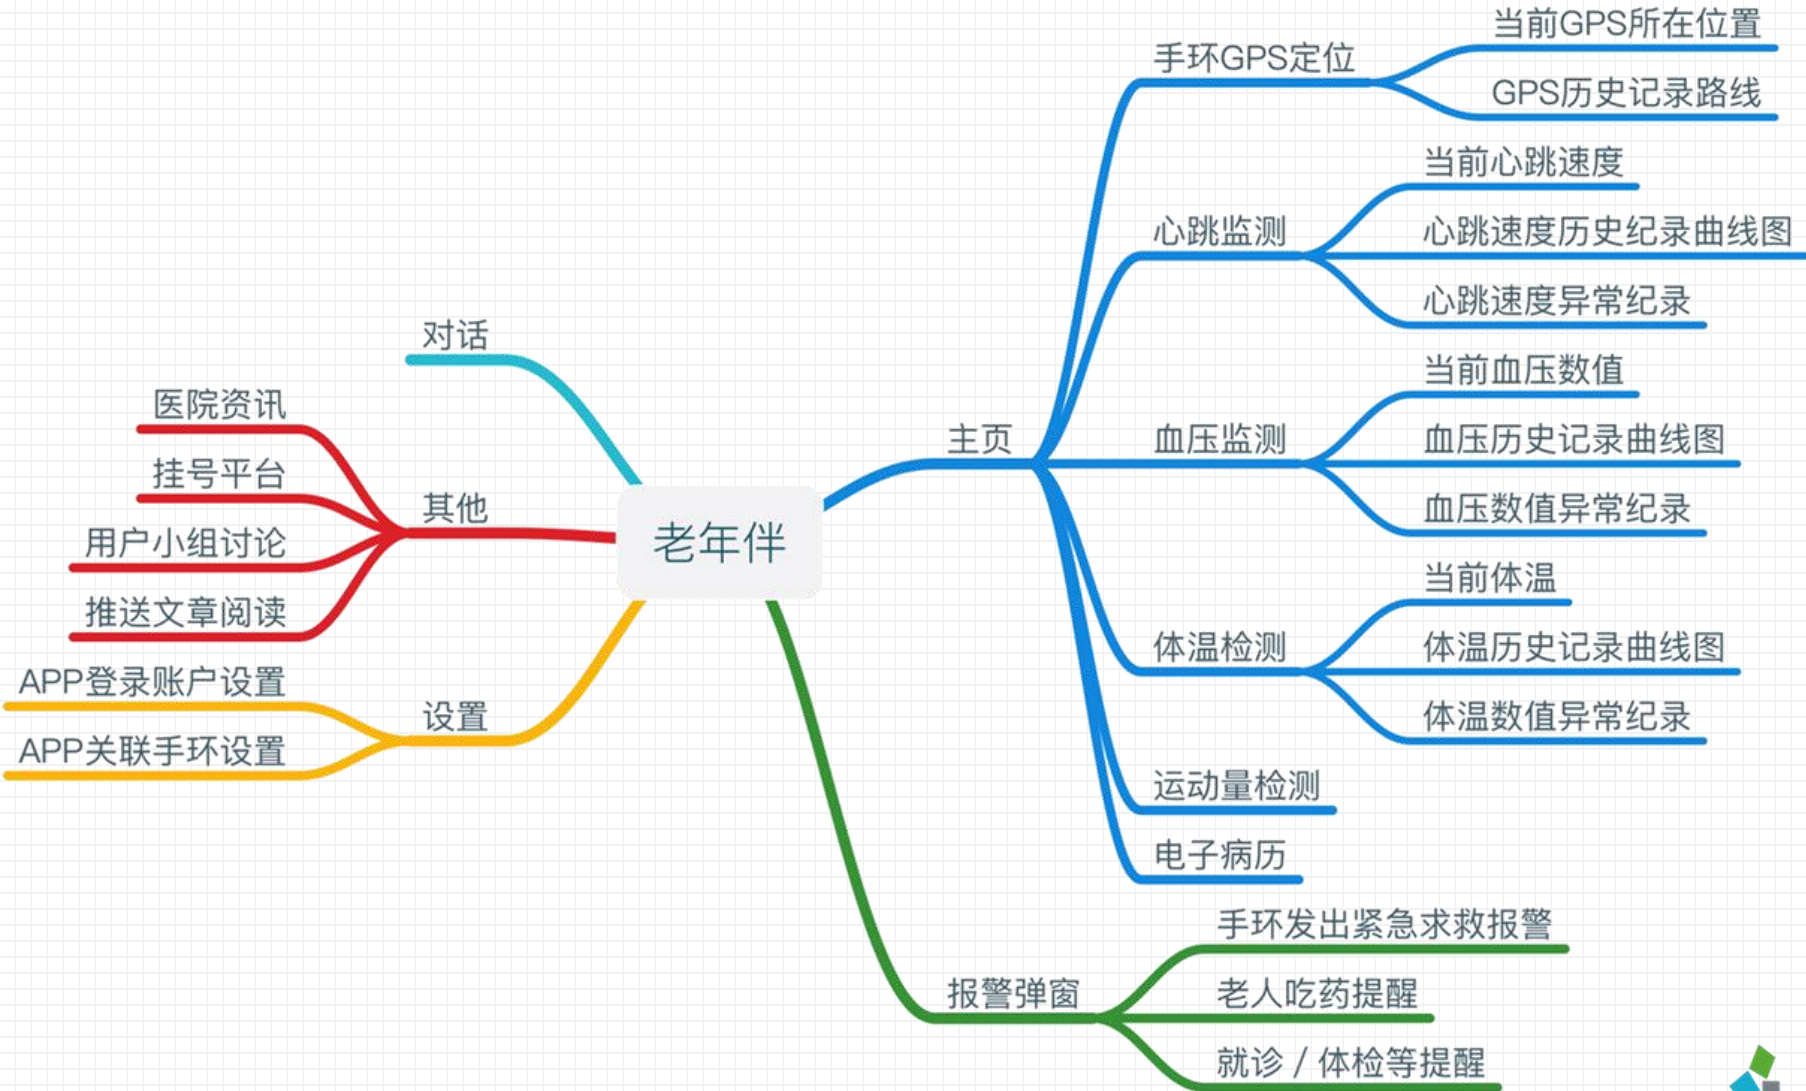 老年伴
主页
手环GPS定位
当前GPS所在位置
GPS历史记录路线
心跳监测
当前心跳速度
心跳速度历史纪录曲线图
心跳速度异常纪录
血压监测
当前血压数值
血压历史记录曲线图
血压数值异常纪录
体温检测
当前体温
体温历史记录曲线图
体温数值异常纪录
运动量检测
电子病历
报警弹窗
手环发出紧急求救报警
老人吃药提醒
就诊 / 体检等提醒
对话
其他
医院资讯
挂号平台
用户小组讨论
推送文章阅读
设置
APP登录账户设置
APP关联手环设置